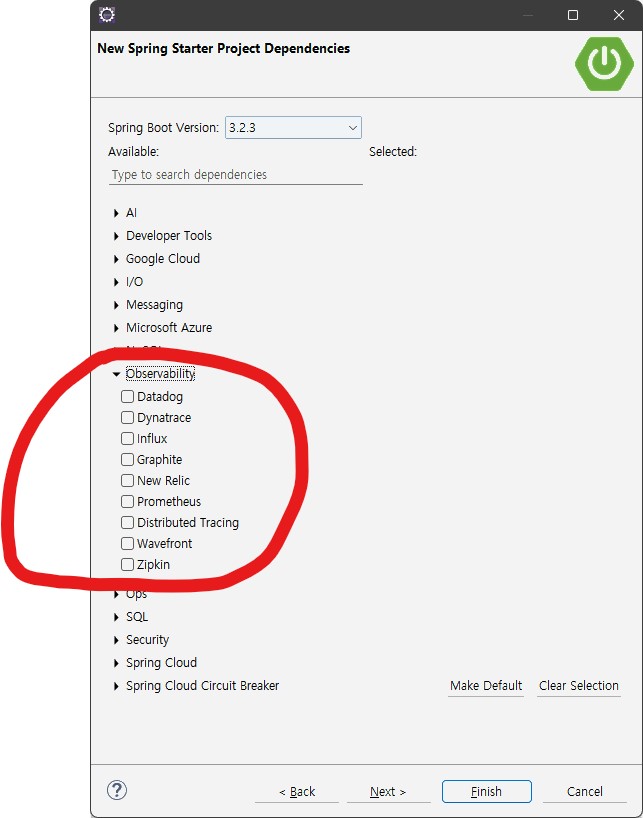 New Spring Starter Project Dependencies
Spring Boot Version: 3.2.3
Available: Selected:
Type to search dependencies
AI
Developer Tools
Google Cloud
I/O
Messaging
Microsoft Azure
Observability
Datadog
Dynatrace
Influx
Graphite
New Relic
Prometheus
Distributed Tracing
Wavefront
Zipkin
Ops
SQL
Security
Spring Cloud
Spring Cloud Circuit Breaker
Make Default Clear Selection
? < Back Next > Finish Cancel